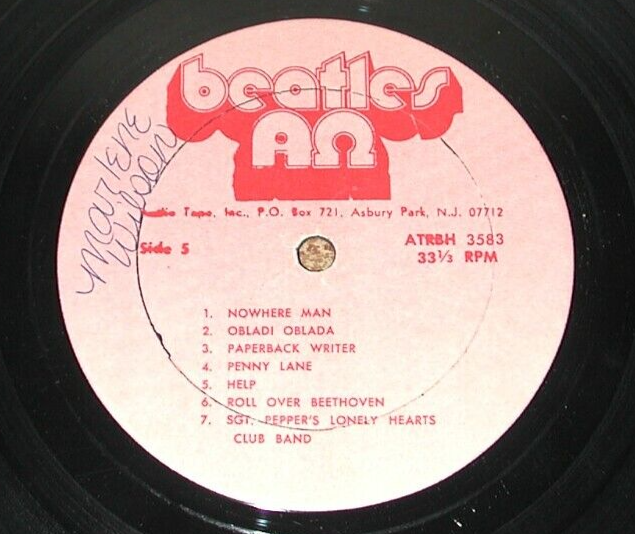 beatles
AΩ
Audio Tape, Inc., P.O. Box 721, Asbury Park, N.J. 07712
Marlene
Wilson
Side 5
ATRBH 3583
33⅓ RPM
1. NOWHERE MAN
2. OBLADI OBLADA
3. PAPERBACK WRITER
4. PENNY LANE
5 HELP
6. ROLL OVER BEETHOVEN
7. SGT. PEPPER'S LONELY HEARTS
CLUB BAND